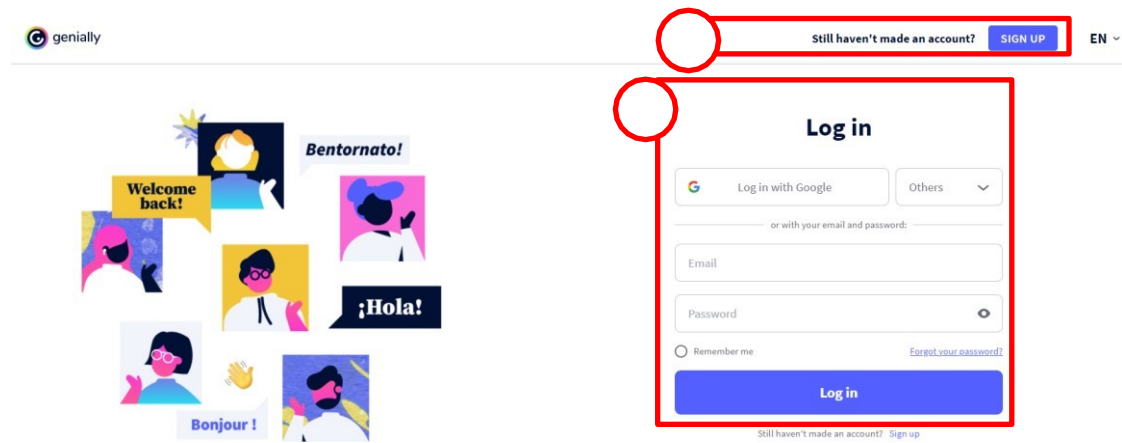 genially
Still haven't made an account? SIGN UP EN
Bentornato!
Welcome
back!
¡Hola!
Bonjour !
Log in
Log in with Google Others
or with your email and password:
Email
Password
Remember me Forgot your password?
Log in
Still haven't made an account? Sign up